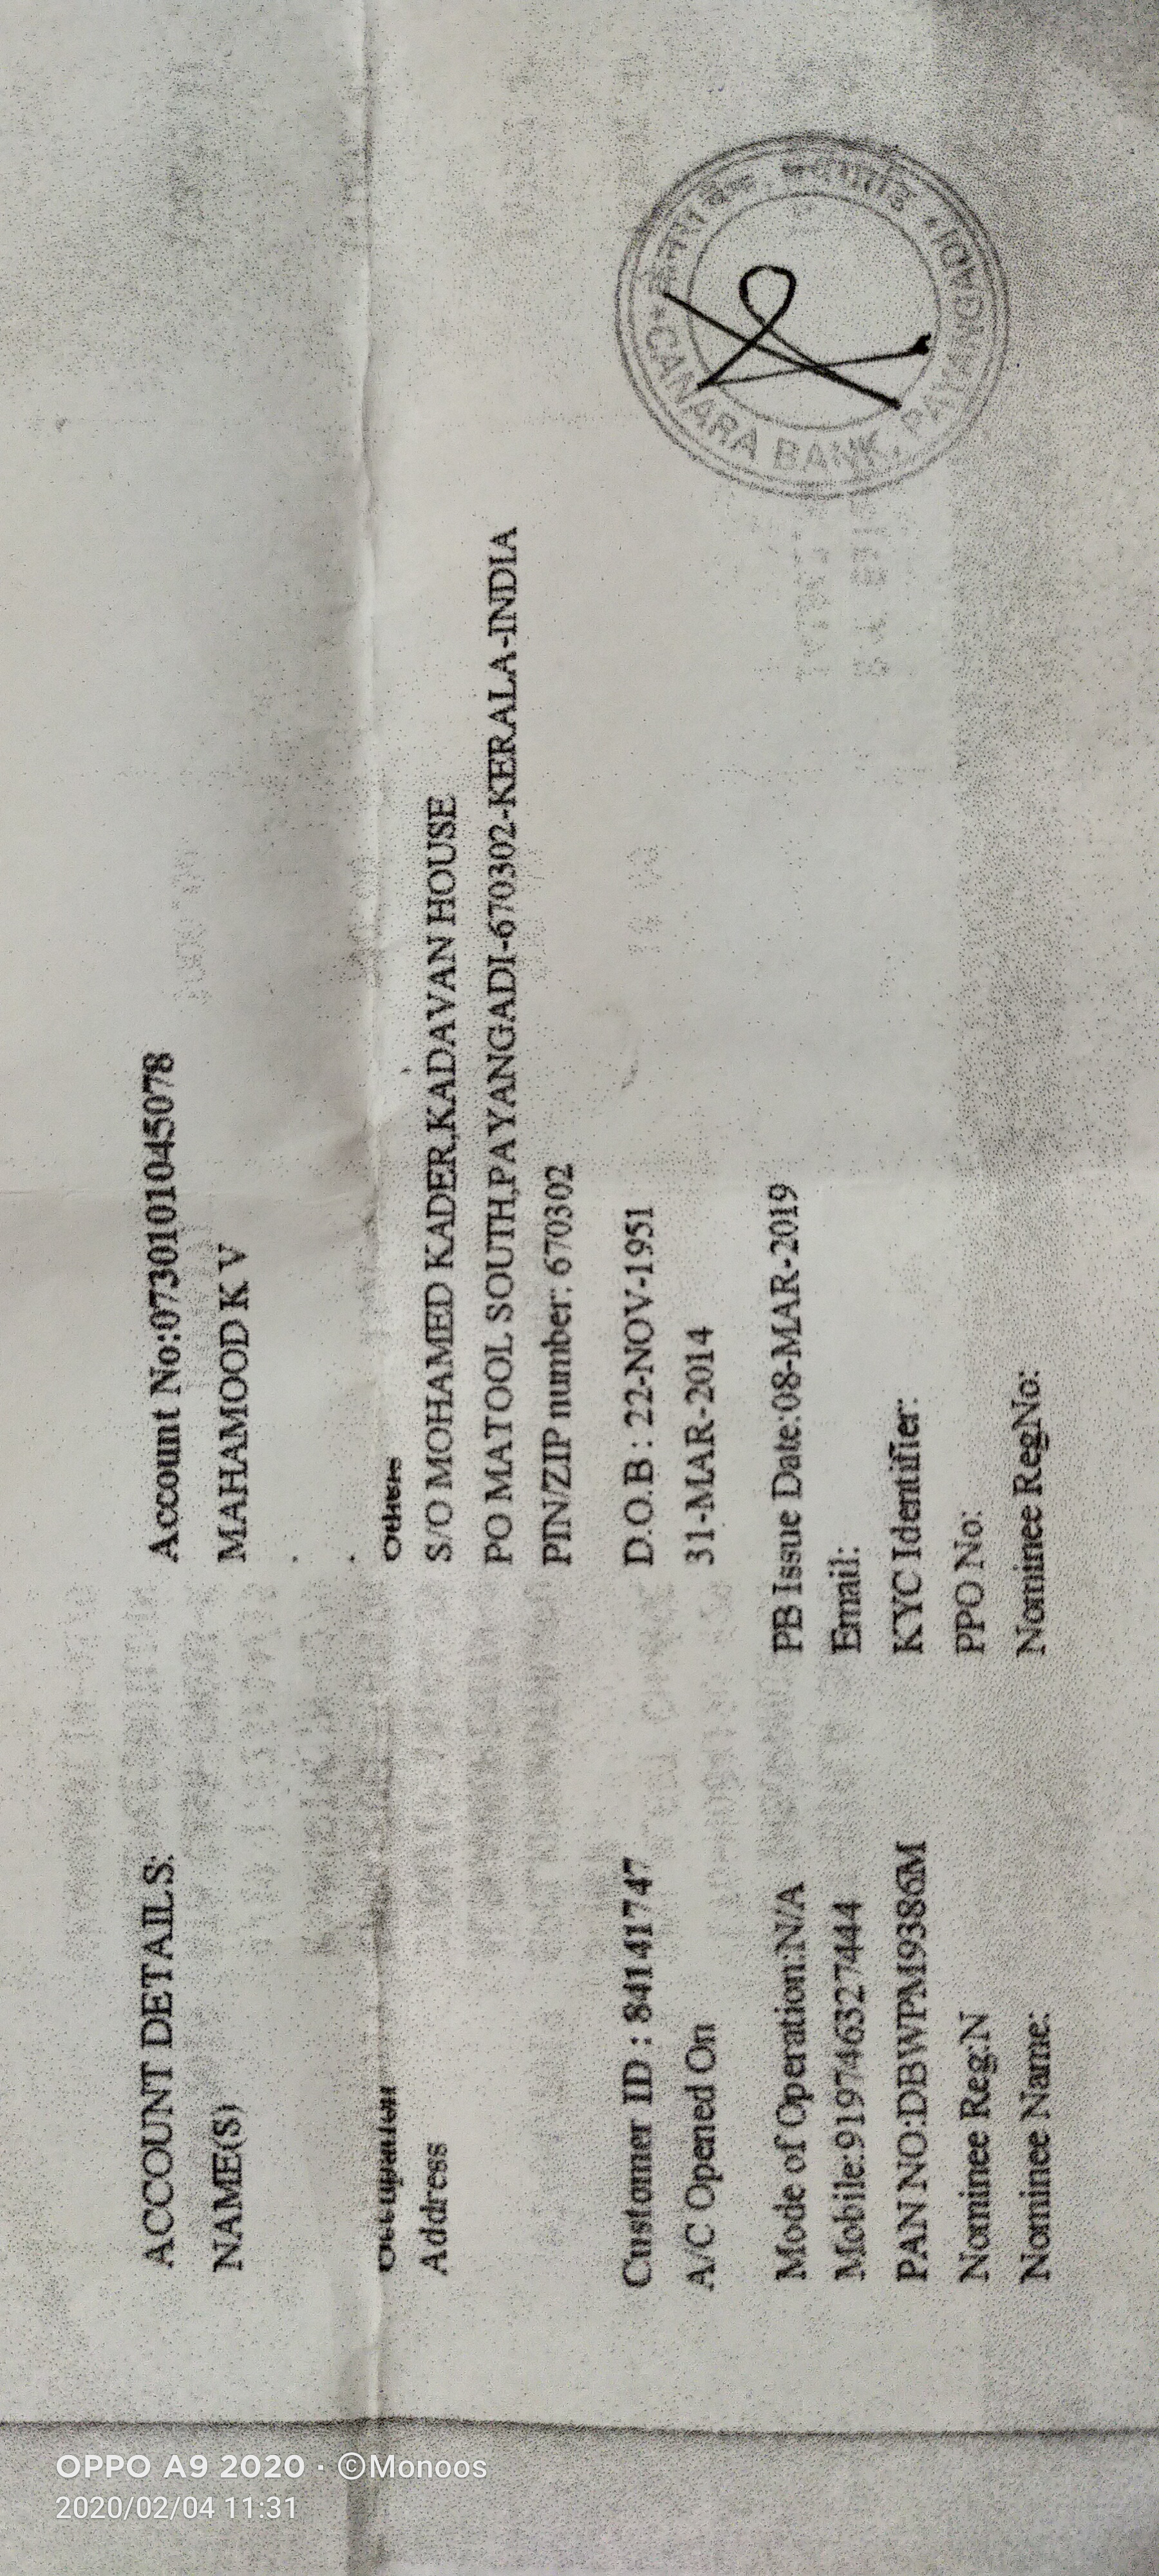 ACCOUNT DETAILS: Account No:0730101045078
NAME(S) MAHAMOOD K V
.
.
Occupation Others
Address S/O MOHAMED KADER,KADAVAN HOUSE
PO MATOOL SOUTH,PAYANGADI-670302-KERALA-INDIA
PIN/ZIP number: 670302
Customer ID : 84141747 D.O.B : 22-NOV-1951
A/C Opened On 31-MAR-2014
Mode of Operation:N/A PB Issue Date:08-MAR-2019
Mobile:919746327444 Email:
PAN NO:DBWPM9386M KYC Identifier:
Nominee Reg:N PPO No:
Nominee Name: Nominee RegNo:
केनरा बैंक, पयंगाडि
CANARA BANK, PAYANGADI
OPPO A9 2020 · ©Monoos
2020/02/04 11:31